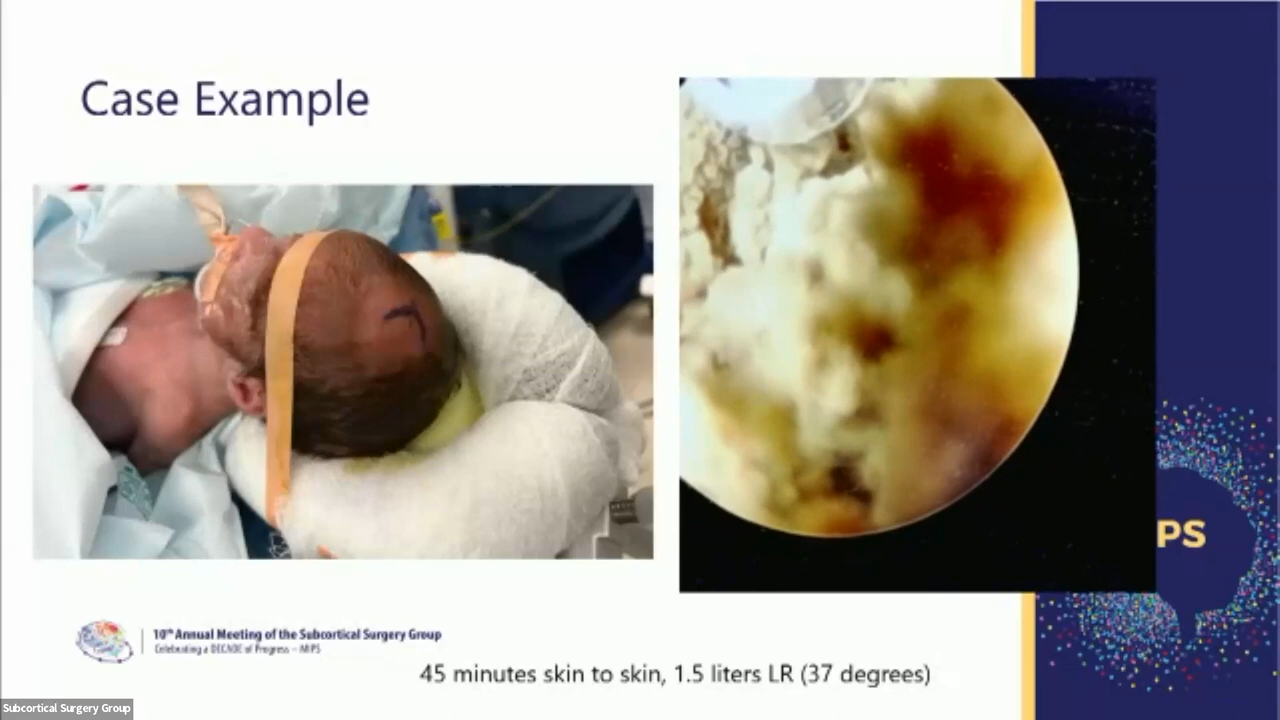 Case Example
PS
10th Annual Meeting of the Subcortical Surgery Group
Celebrating a DECADE of Progress – MIPS
45 minutes skin to skin, 1.5 liters LR (37 degrees)
Subcortical Surgery Group